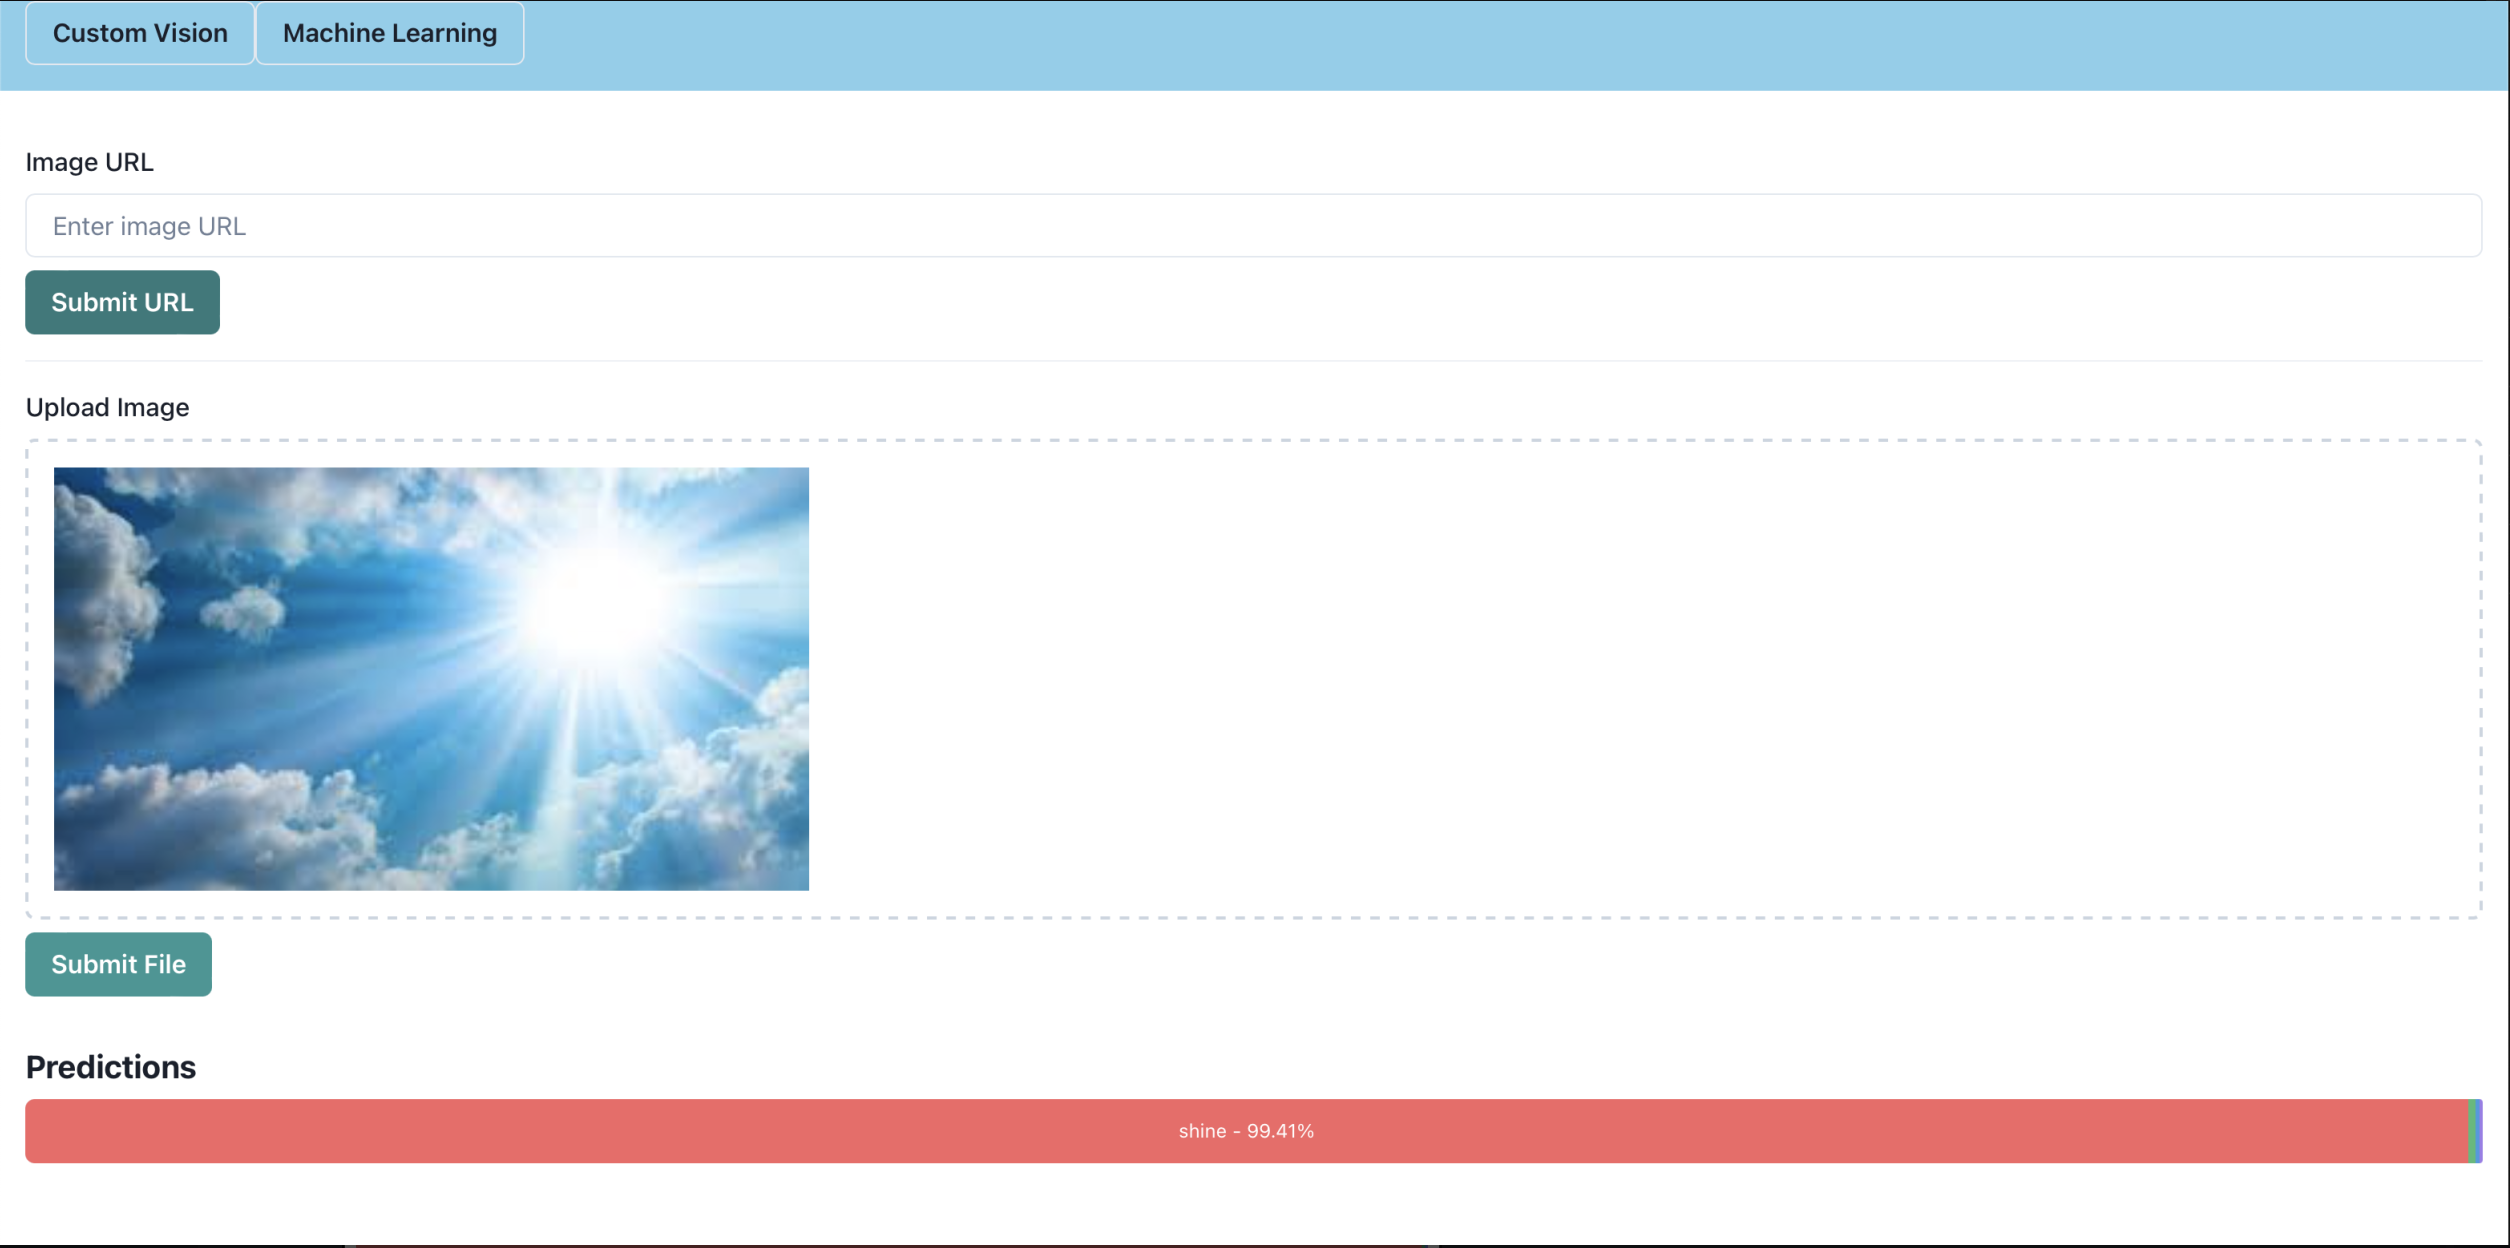 Custom Vision Machine Learning
Image URL
Enter image URL
Submit URL
Upload Image
Submit File
Predictions
shine - 99.41%